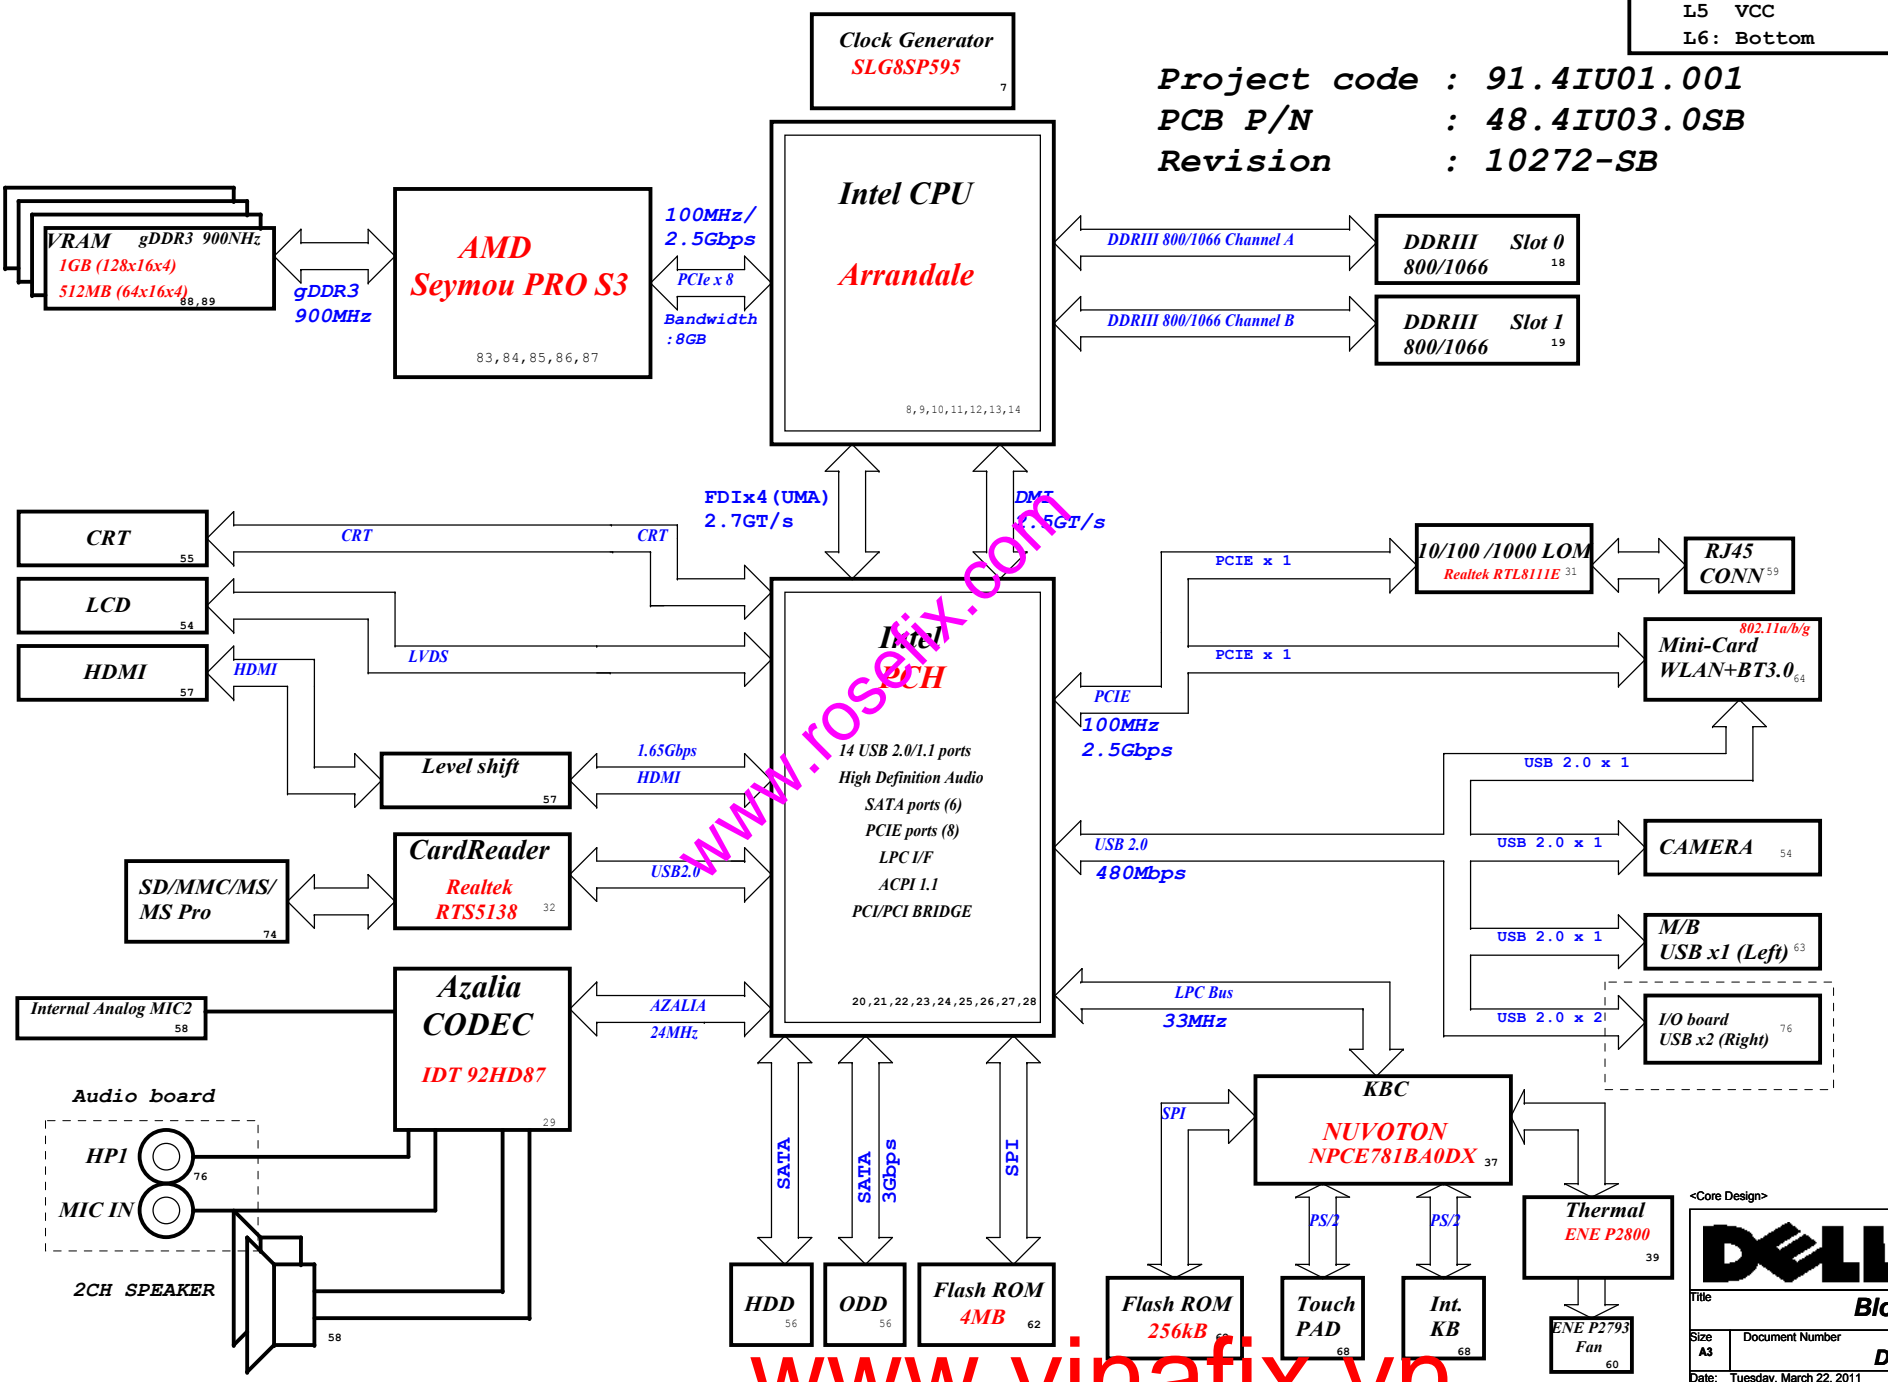 L5 VCC
L6: Bottom
Clock Generator
SLG8SP595
7
Project code : 91.4IU01.001
PCB P/N : 48.4IU03.0SB
Revision : 10272-SB
VRAM gDDR3 900NHz
1GB (128x16x4)
512MB (64x16x4)
88,89
gDDR3
900MHz
AMD
Seymou PRO S3
83,84,85,86,87
100MHz/
2.5Gbps
PCIe x 8
Bandwidth
:8GB
Intel CPU
Arrandale
8,9,10,11,12,13,14
DDRIII 800/1066 Channel A
DDRIII Slot 0
800/1066
18
DDRIII 800/1066 Channel B
DDRIII Slot 1
800/1066
19
FDIx4(UMA)
2.7GT/s
DMI
2.5GT/s
CRT
55
CRT
CRT
LCD
54
LVDS
HDMI
57
HDMI
Level shift
57
1.65Gbps
HDMI
Intel
PCH
14 USB 2.0/1.1 ports
High Definition Audio
SATA ports (6)
PCIE ports (8)
LPC I/F
ACPI 1.1
PCI/PCI BRIDGE
20,21,22,23,24,25,26,27,28
PCIE x 1
10/100 /1000 LOM
Realtek RTL8111E 31
RJ45
CONN 59
PCIE x 1
802.11a/b/g
Mini-Card
WLAN+BT3.0 64
PCIE
100MHz
2.5Gbps
USB 2.0 x 1
USB 2.0
480Mbps
USB 2.0 x 1
CAMERA 54
USB 2.0 x 1
M/B
USB x1 (Left) 63
USB 2.0 x 2
I/O board 76
USB x2 (Right)
SD/MMC/MS/
MS Pro
74
CardReader
Realtek
RTS5138 32
USB2.0
Internal Analog MIC2
58
Azalia
CODEC
IDT 92HD87
29
AZALIA
24MHz
LPC Bus
33MHz
Audio board
HP1
76
MIC IN
2CH SPEAKER
58
SATA
SATA
3Gbps
SPI
HDD
56
ODD
56
Flash ROM
4MB 62
KBC
NUVOTON
NPCE781BA0DX 37
SPI
PS/2
PS/2
Flash ROM
256kB
Touch
PAD
68
Int.
KB
68
Thermal
ENE P2800
39
ENE P2793
Fan
60
<Core Design>
DELL
Title
Size
A3
Document Number
Date: Tuesday, March 22, 2011
www.rosefix.com
www.vinafix.vn